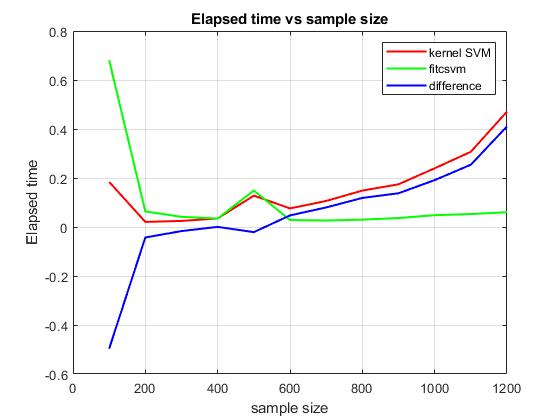 Elapsed time vs sample size
kernel SVM
fitcsvm
difference
Elapsed time
0.8
0.6
0.4
0.2
0
-0.2
-0.4
-0.6
0 200 400 600 800 1000 1200
sample size